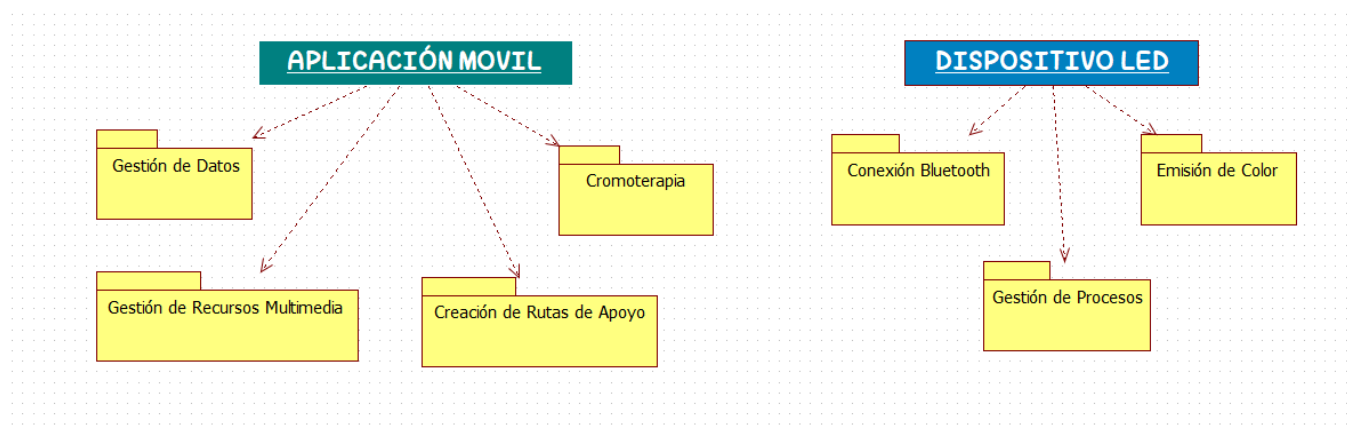 APLICACIÓN MOVIL
DISPOSITIVO LED
Gestión de Datos
Cromoterapia
Conexión Bluetooth
Emisión de Color
Gestión de Recursos Multimedia
Creación de Rutas de Apoyo
Gestión de Procesos